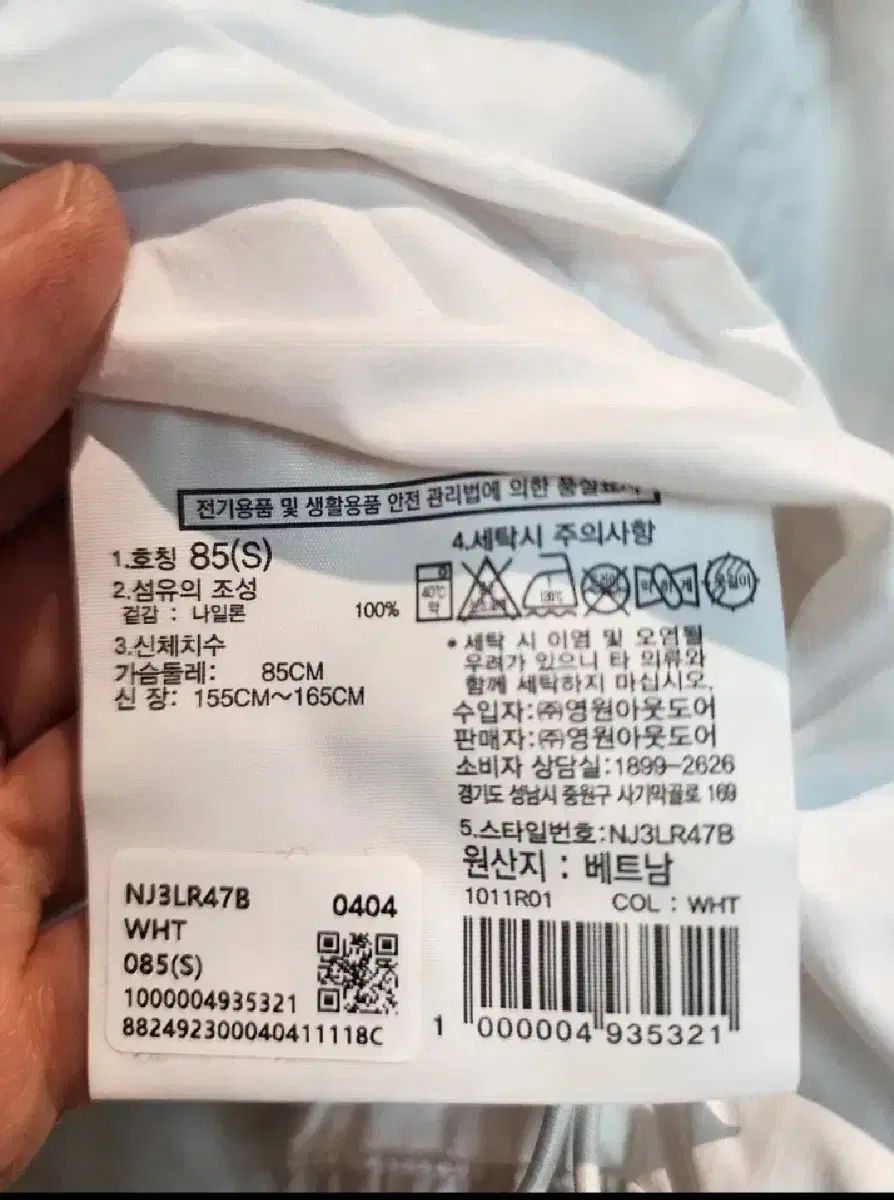 전기용품 및 생활용품 안전 관리법에 의한 품질표시
1.호칭 85(S)
2.섬유의 조성
겉감 : 나일론 100%
3.신체치수
가슴둘레: 85CM
신 장: 155CM~165CM
4.세탁시 주의사항
40℃
약
* 세탁 시 이염 및 오염될
우려가 있으니 타 의류와
함께 세탁하지 마십시오.
수입자:㈜영원아웃도어
판매자:㈜영원아웃도어
소비자 상담실:1899-2626
경기도 성남시 중원구 사기막골로 169
5.스타일번호:NJ3LR47B
원산지 : 베트남
1011R01 COL : WHT
1 000004 935321
NJ3LR47B 0404
WHT
085(S)
1000004935321
882492300040411118C